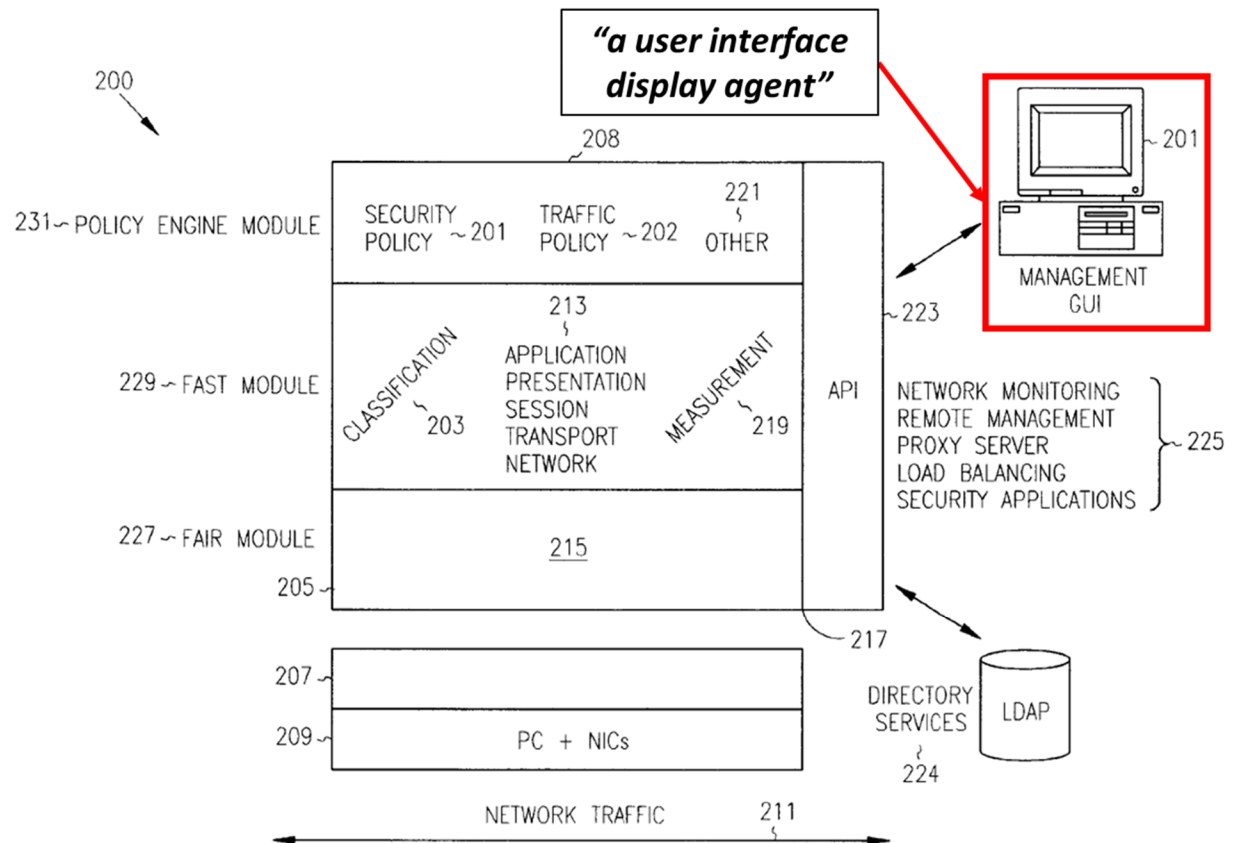 “a user interface
display agent”
200
208
201
231 POLICY ENGINE MODULE
SECURITY
POLICY 201
TRAFFIC
POLICY 202
221
OTHER
MANAGEMENT
GUI
223
229 FAST MODULE
CLASSIFICATION
203
213
APPLICATION
PRESENTATION
SESSION
TRANSPORT
NETWORK
MEASUREMENT
219
API
NETWORK MONITORING
REMOTE MANAGEMENT
PROXY SERVER
LOAD BALANCING
SECURITY APPLICATIONS
225
227 FAIR MODULE
215
205
217
207
209
PC + NICs
DIRECTORY
SERVICES
224
LDAP
NETWORK TRAFFIC
211